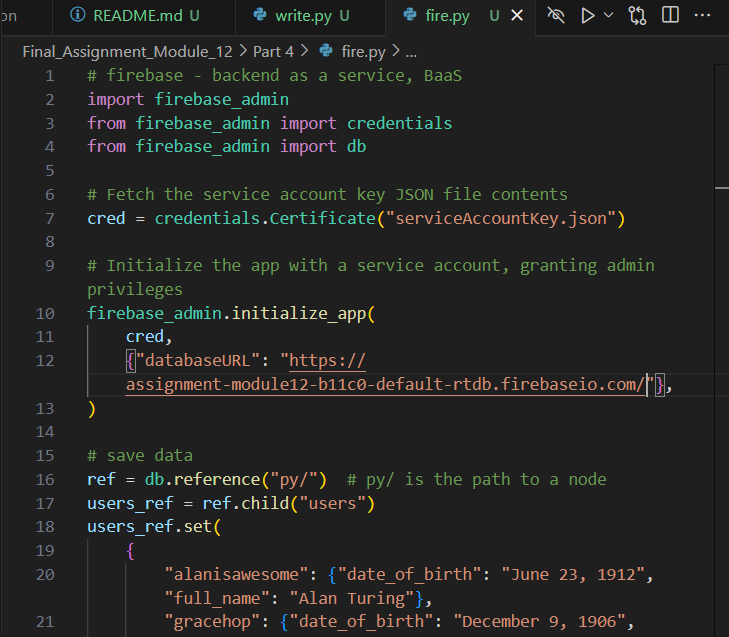 on README.md U write.py U fire.py U
Final_Assignment_Module_12 > Part 4 > fire.py > ...
1 # firebase - backend as a service, BaaS
2 import firebase_admin
3 from firebase_admin import credentials
4 from firebase_admin import db
5
6 # Fetch the service account key JSON file contents
7 cred = credentials.Certificate("serviceAccountKey.json")
8
9 # Initialize the app with a service account, granting admin
privileges
10 firebase_admin.initialize_app(
11 cred,
12 {"databaseURL": "https://
assignment-module12-b11c0-default-rtdb.firebaseio.com/"},
13 )
14
15 # save data
16 ref = db.reference("py/")  # py/ is the path to a node
17 users_ref = ref.child("users")
18 users_ref.set(
19 {
20 "alanisawesome": {"date_of_birth": "June 23, 1912",
"full_name": "Alan Turing"},
21 "gracehop": {"date_of_birth": "December 9, 1906",